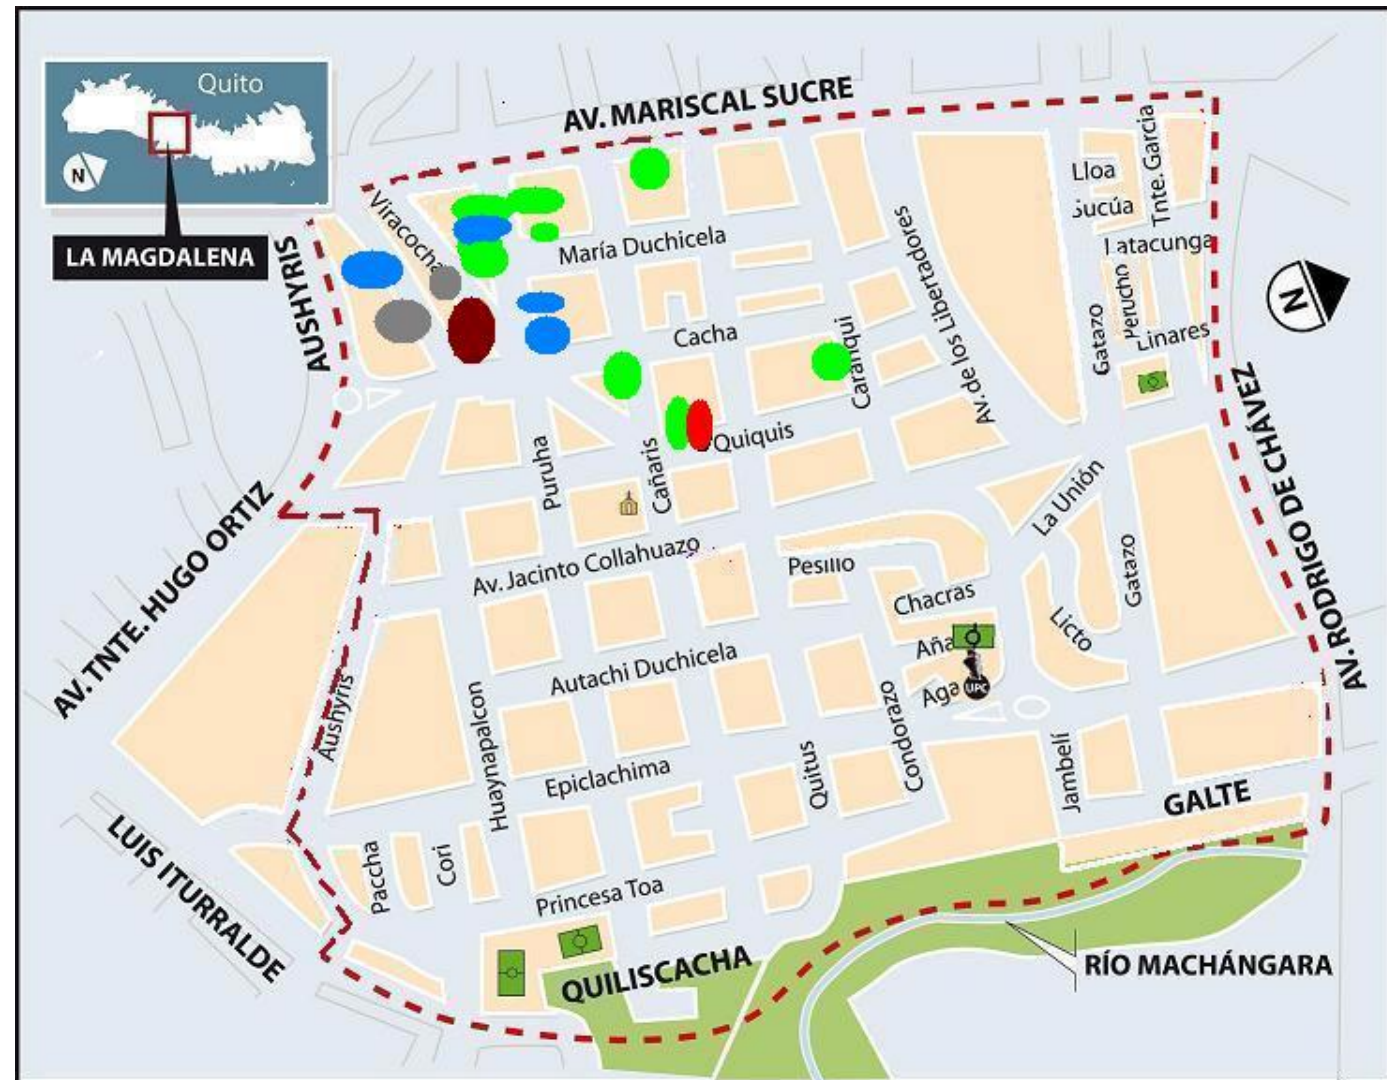 Quito
N
LA MAGDALENA
AV. MARISCAL SUCRE
Viracocha
AUSHYRIS
María Duchicela
Lloa
Sucúa
Tnte. Garcia
Latacunga
Perucho
Linares
Gatazo
N
Cacha
Caranqui
Av. de los Libertadores
Quiquis
Puruha
Cañaris
AV. RODRIGO DE CHÁVEZ
La Unión
AV. TNTE. HUGO ORTIZ
Av. Jacinto Collahuazo
Pesillo
Chacras
Gatazo
Licto
Aña
Aga
UPC
Autachi Duchicela
Aushyris
Huaynapalcon
Condorazo
Quitus
Jambelí
Epiclachima
GALTE
LUIS ITURRALDE
Paccha
Cori
Princesa Toa
QUILISCACHA
RÍO MACHÁNGARA